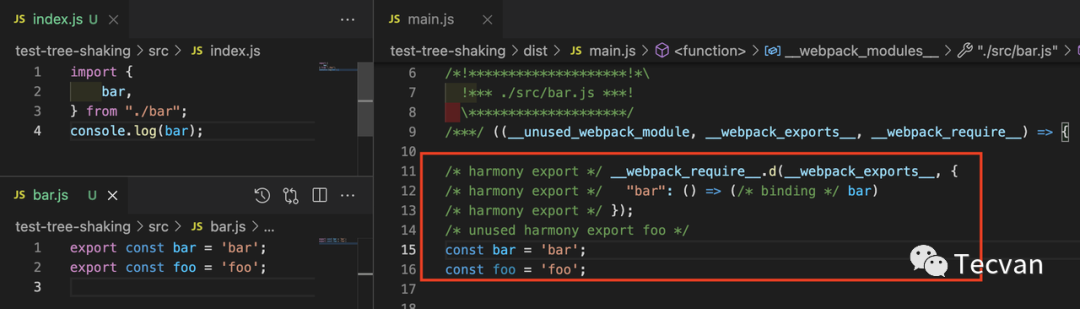 JS index.js U
test-tree-shaking > src > JS index.js
1 import {
2 bar,
3 } from "./bar";
4 console.log(bar);
bar.js U
test-tree-shaking > src > JS bar.js > ...
1 export const bar = 'bar';
2 export const foo = 'foo';
3
JS main.js
test-tree-shaking > dist > JS main.js > <function> > __webpack_modules__ > "./src/bar.js" >
6 /*!********************!*\
7 !*** ./src/bar.js ***!
8 \********************/
9 /***/ ((__unused_webpack_module, __webpack_exports__, __webpack_require__) => {
10
11 /* harmony export */ __webpack_require__.d(__webpack_exports__, {
12 /* harmony export */ "bar": () => (/* binding */ bar)
13 /* harmony export */ });
14 /* unused harmony export foo */
15 const bar = 'bar';
16 const foo = 'foo';
17
Tecvan